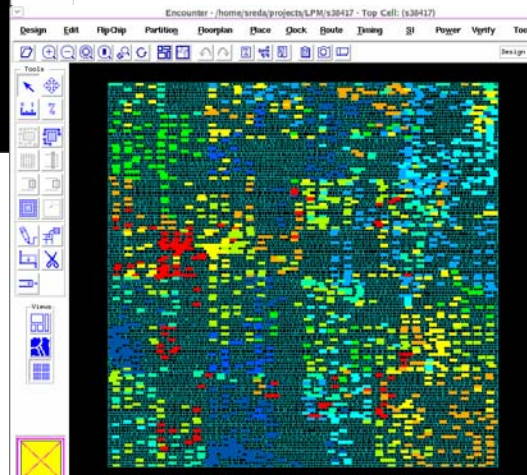 Encounter - /home/sreda/projects/LPM/s38417 - Top Cell: (s38417)
Design Edit FlipChip Partition Floorplan Place Clock Route Timing SI Power Verify Too
Design
Tools
Views